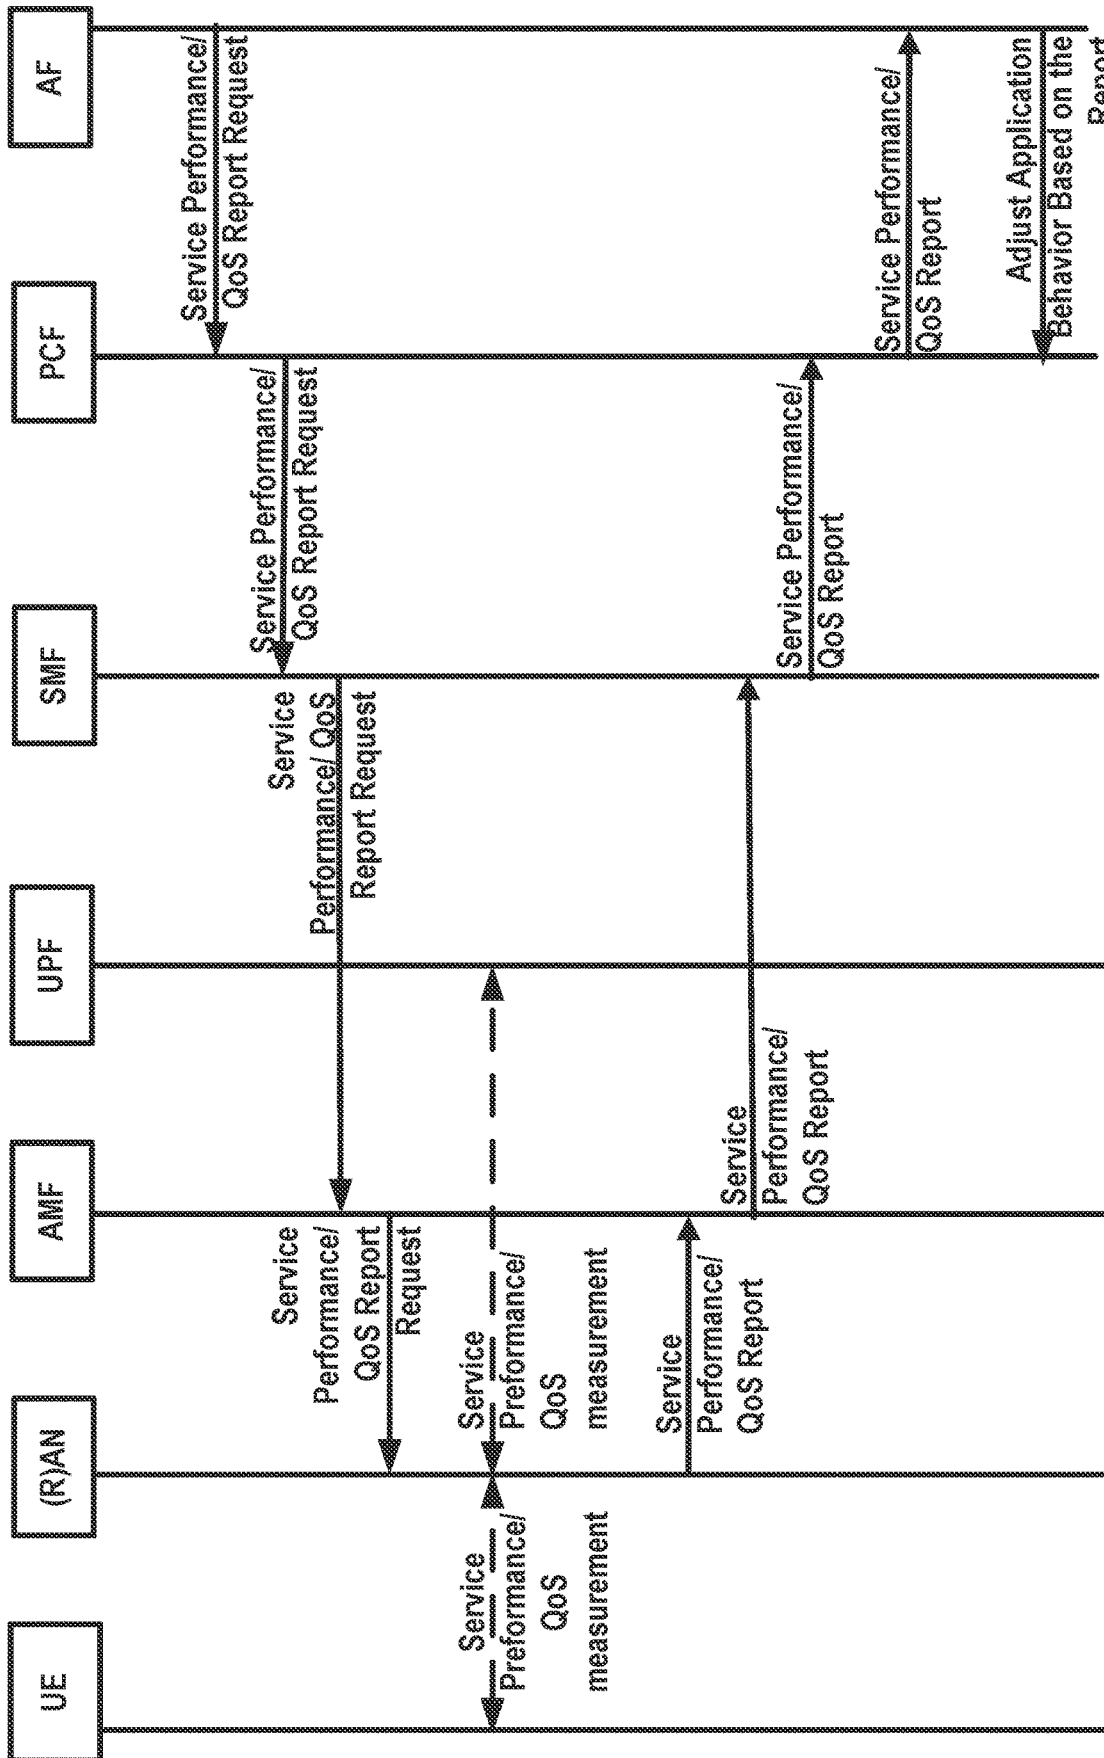 UE
(R)AN
AMF
UPF
SMF
PCF
AF
Service Performance/
QoS Report Request
Service Performance/
QoS Report Request
Service
Performance/ QoS
Report Request
Service
Performance/
QoS Report
Request
Service
Preformance/
QoS
measurement
Service
Preformance/
QoS
measurement
Service
Performance/
QoS Report
Service
Performance/
QoS Report
Service Performance/
QoS Report
Service Performance/
QoS Report
Adjust Application
Behavior Based on the
Report